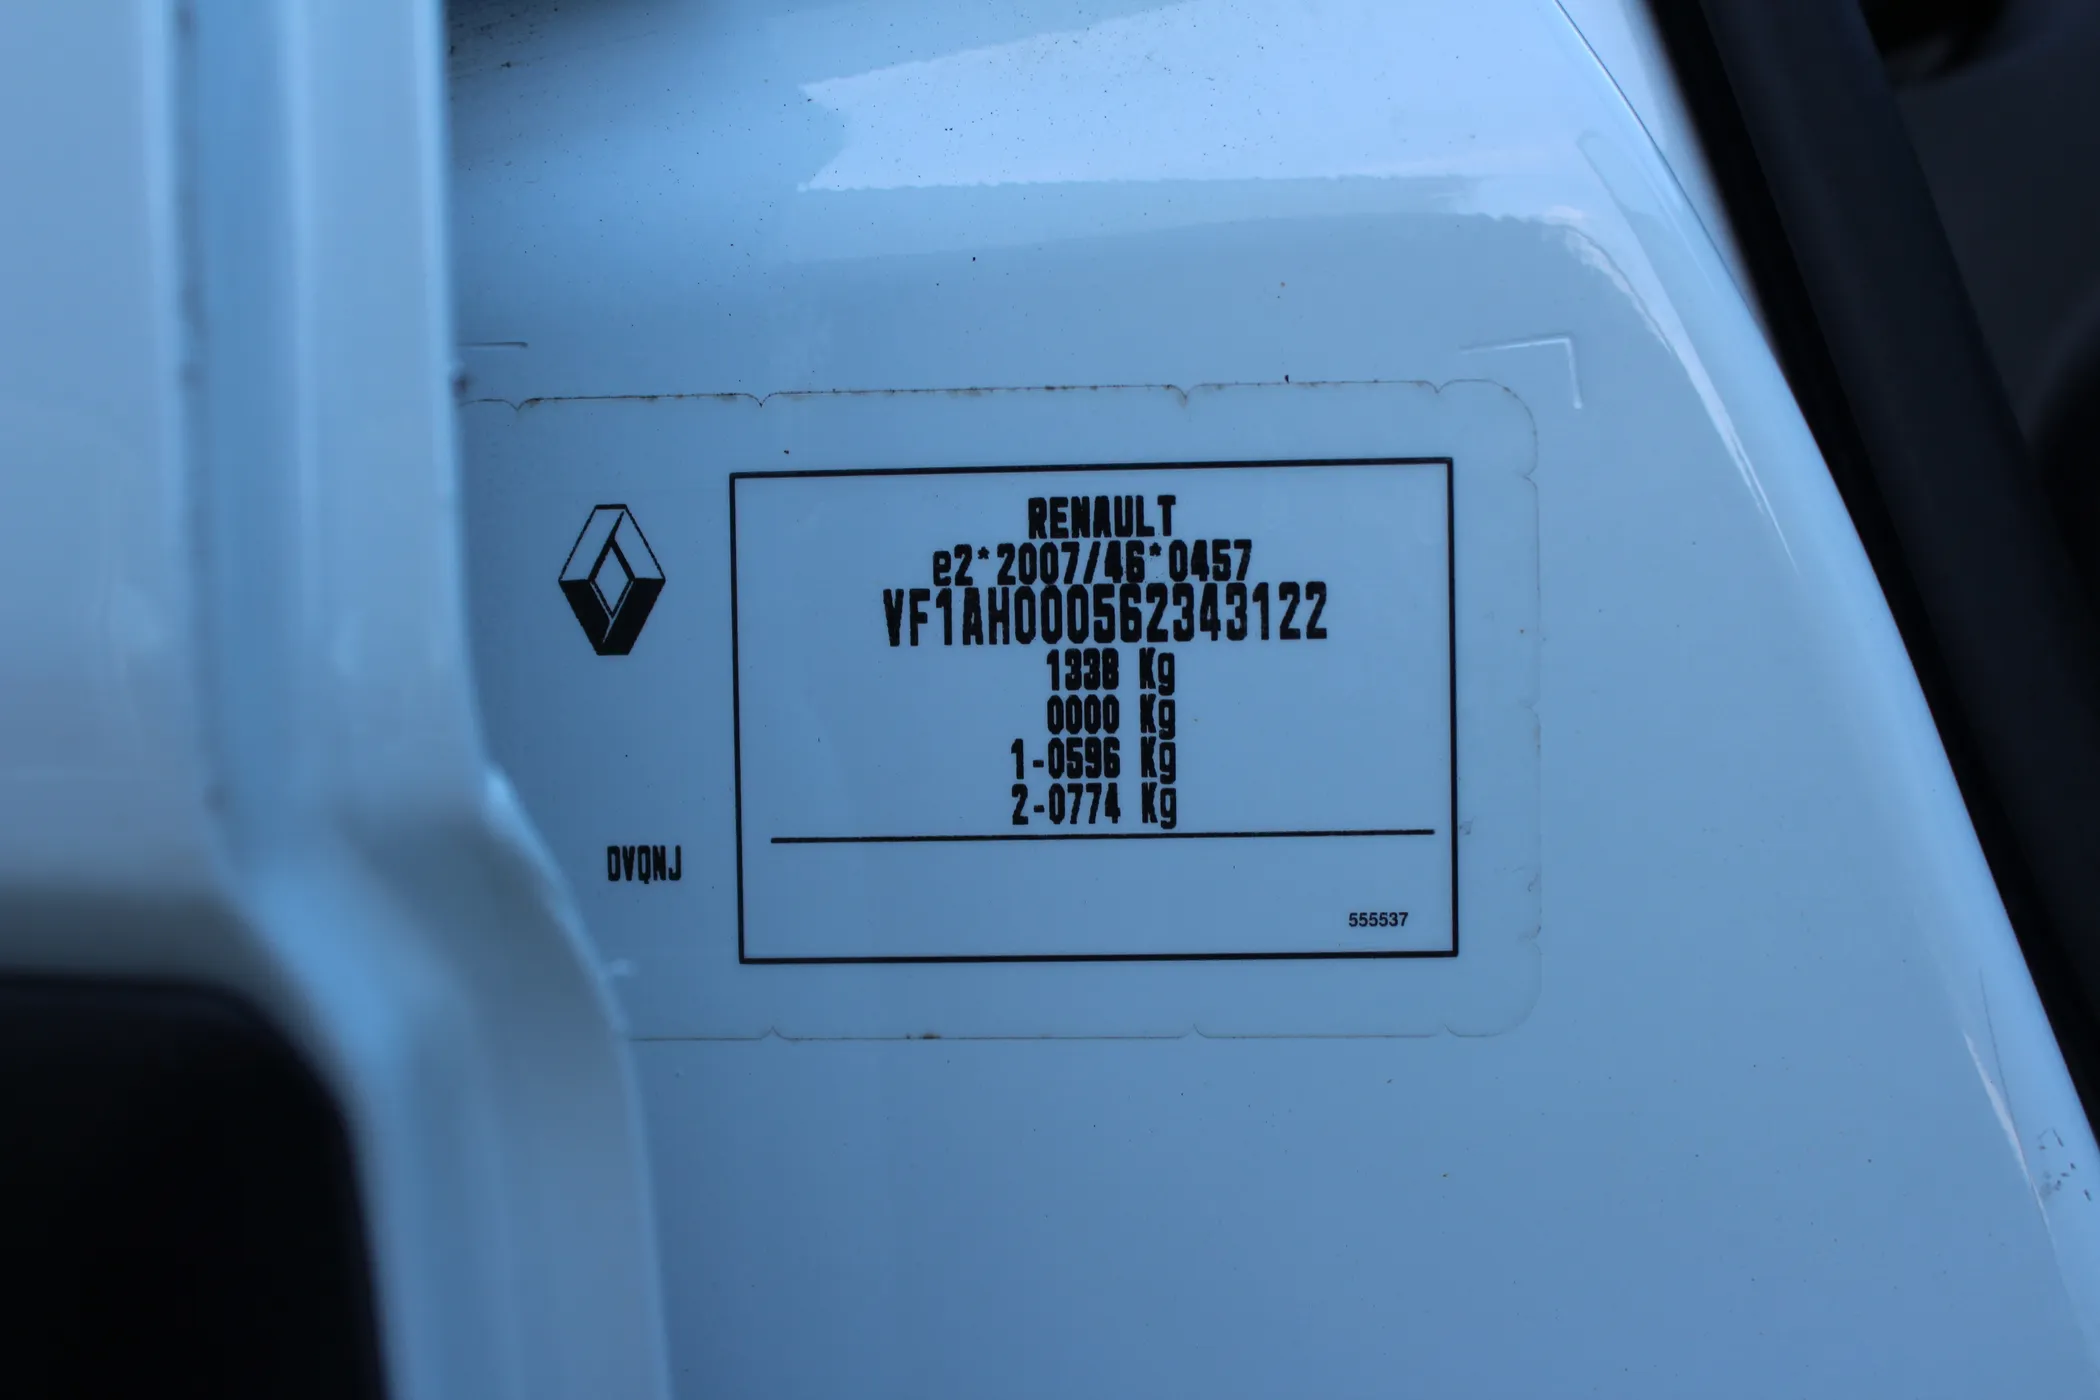 RENAULT
e2*2007/46*0457
VF1AH000562343122
1338 Kg
0000 Kg
1-0596 Kg
2-0774 Kg
DVQNJ
555537